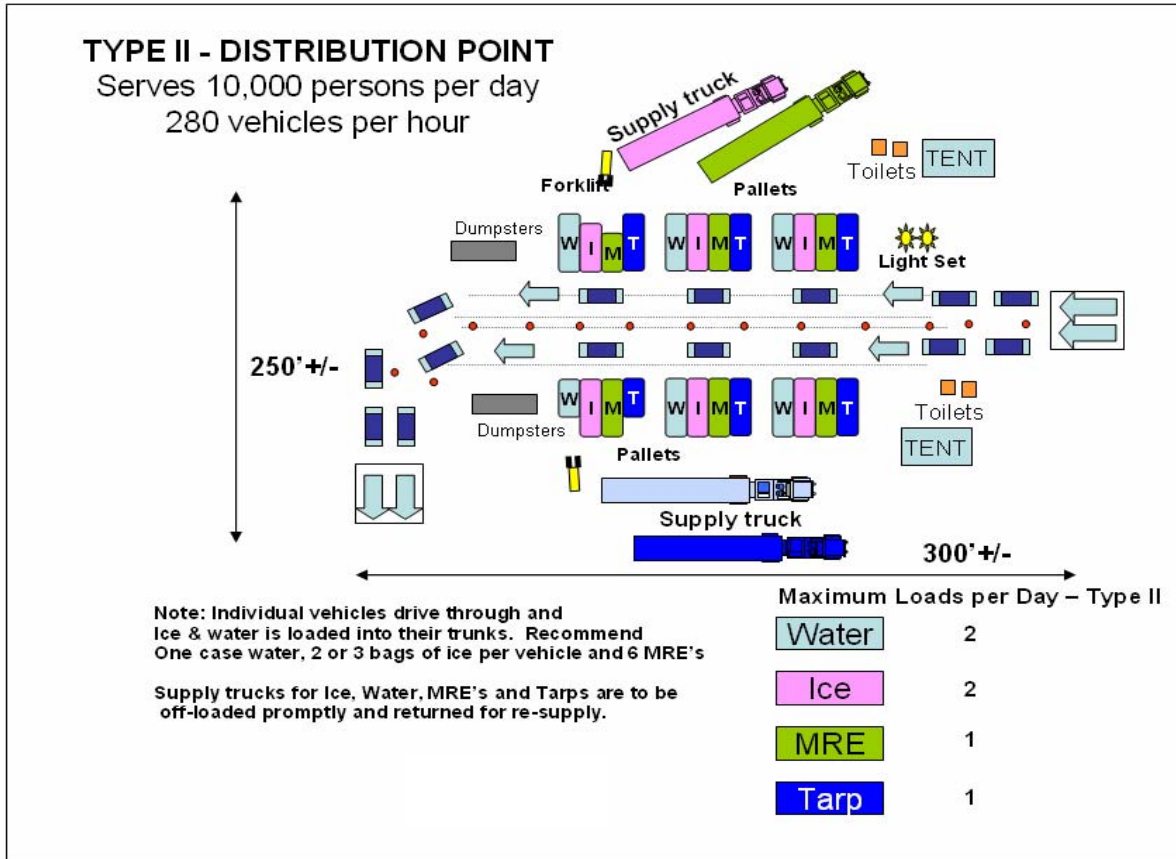 TYPE II - DISTRIBUTION POINT
Serves 10,000 persons per day
280 vehicles per hour
Supply truck
Toilets
TENT
Forklift
Pallets
Dumpsters
W I M T
W I M T
W I M T
Light Set
250'+/-
W I M T
W I M T
W I M T
Toilets
Dumpsters
TENT
Pallets
Supply truck
300'+/-
Note: Individual vehicles drive through and
Ice & water is loaded into their trunks. Recommend
One case water, 2 or 3 bags of ice per vehicle and 6 MRE's
Supply trucks for Ice, Water, MRE's and Tarps are to be
off-loaded promptly and returned for re-supply.
Maximum Loads per Day – Type II
Water 2
Ice 2
MRE 1
Tarp 1